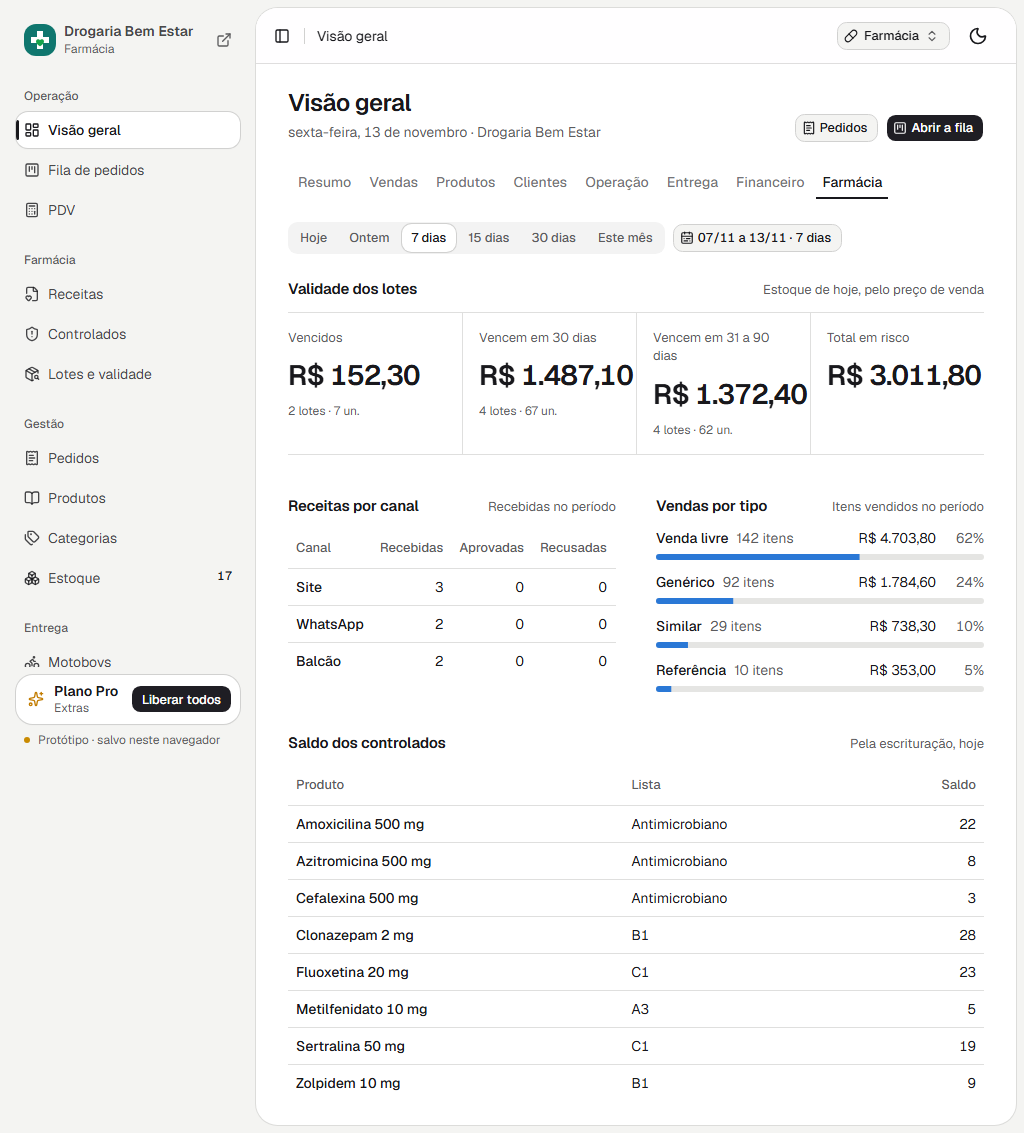 Drogaria Bem Estar
Farmácia
Operação
Visão geral
Fila de pedidos
PDV
Farmácia
Receitas
Controlados
Lotes e validade
Gestão
Pedidos
Produtos
Categorias
Estoque 17
Entrega
Motoboys
Plano Pro
Extras
Liberar todos
Protótipo · salvo neste navegador
Visão geral
Farmácia
Visão geral
sexta-feira, 13 de novembro · Drogaria Bem Estar
Pedidos
Abrir a fila
Resumo Vendas Produtos Clientes Operação Entrega Financeiro Farmácia
Hoje Ontem 7 dias 15 dias 30 dias Este mês 07/11 a 13/11 · 7 dias
Validade dos lotes
Estoque de hoje, pelo preço de venda
Vencidos
R$ 152,30
2 lotes · 7 un.
Vencem em 30 dias
R$ 1.487,10
4 lotes · 67 un.
Vencem em 31 a 90
dias
R$ 1.372,40
4 lotes · 62 un.
Total em risco
R$ 3.011,80
Receitas por canal
Recebidas no período
Canal Recebidas Aprovadas Recusadas
Site 3 0 0
WhatsApp 2 0 0
Balcão 2 0 0
Vendas por tipo
Itens vendidos no período
Venda livre 142 itens R$ 4.703,80 62%
Genérico 92 itens R$ 1.784,60 24%
Similar 29 itens R$ 738,30 10%
Referência 10 itens R$ 353,00 5%
Saldo dos controlados
Pela escrituração, hoje
Produto Lista Saldo
Amoxicilina 500 mg Antimicrobiano 22
Azitromicina 500 mg Antimicrobiano 8
Cefalexina 500 mg Antimicrobiano 3
Clonazepam 2 mg B1 28
Fluoxetina 20 mg C1 23
Metilfenidato 10 mg A3 5
Sertralina 50 mg C1 19
Zolpidem 10 mg B1 9